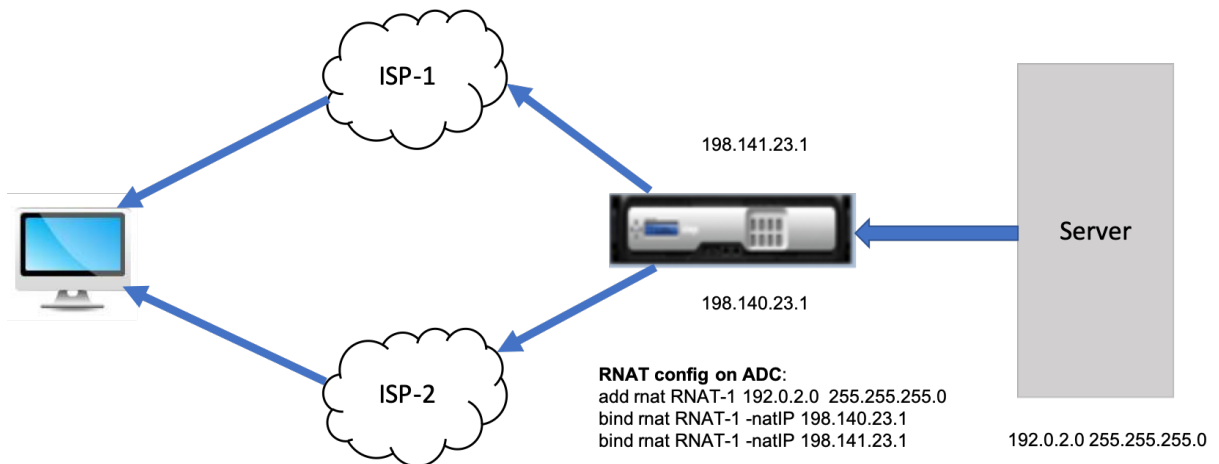 ISP-1
198.141.23.1
Server
198.140.23.1
ISP-2
RNAT config on ADC:
add rnat RNAT-1 192.0.2.0 255.255.255.0
bind rnat RNAT-1 -natIP 198.140.23.1
bind rnat RNAT-1 -natIP 198.141.23.1
192.0.2.0 255.255.255.0